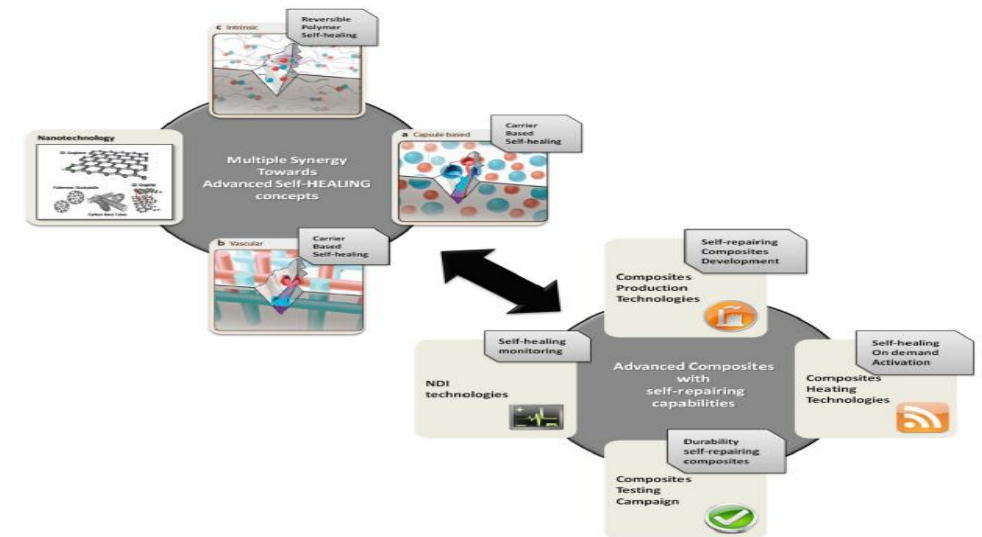 c Intrinsic
Reversible
Polymer
Self-healing
Nanotechnology
Multiple Synergy
Towards
Advanced Self-HEALING
concepts
a Capsule based
Carrier
Based
Self-healing
b Vascular
Carrier
Based
Self-healing
Self-repairing
Composites
Development
Composites
Production
Technologies
Self-healing
monitoring
NDI
technologies
Advanced Composites
with
self-repairing
capabilities
Self-healing
On demand
Activation
Composites
Heating
Technologies
Durability
self-repairing
composites
Composites
Testing
Campaign